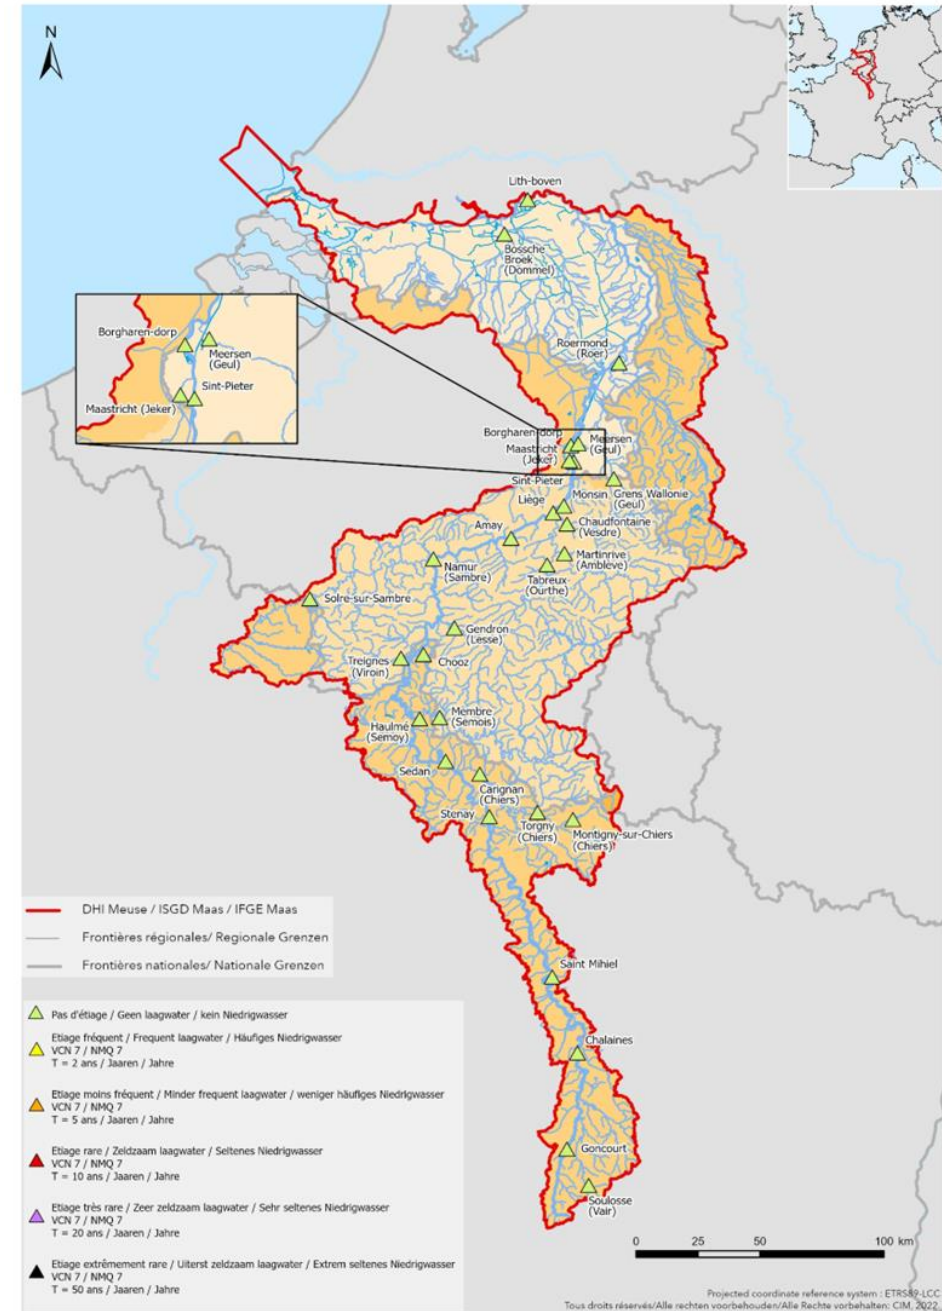 N
Lith-boven
Bossche
Broek
(Dommel)
Borgharen-dorp
Meersen
(Geul)
Sint-Pieter
Maastricht (Jeker)
Roermond
(Roer)
Borgharen-dorp
Meersen
(Geul)
Maastricht
(Jeker)
Sint-Pieter
Monsin
Grens Wallonie
(Geul)
Liège
Chaudfontaine
(Vesdre)
Amay
Martinrive
(Amblève)
Namur
(Sambre)
Tabreux
(Ourthe)
Solre-sur-Sambre
Gendron
(Lesse)
Treignes
(Viroin)
Chooz
Haulmé
(Semoy)
Membre
(Semois)
Sedan
Carignan
(Chiers)
Stenay
Torgny
(Chiers)
Montigny-sur-Chiers
(Chiers)
DHI Meuse / ISGD Maas / IFGE Maas
Frontières régionales/ Regionale Grenzen
Frontières nationales/ Nationale Grenzen
Saint Mihiel
Chalaines
Goncourt
Soulosse
(Vair)
Pas d'étiage / Geen laagwater / kein Niedrigwasser
Etiage fréquent / Frequent laagwater / Häufiges Niedrigwasser
VCN 7 / NMQ 7
T = 2 ans / Jaaren / Jahre
Etiage moins fréquent / Minder frequent laagwater / weniger häufiges Niedrigwasser
VCN 7 / NMQ 7
T = 5 ans / Jaaren / Jahre
Etiage rare / Zeldzaam laagwater / Seltenes Niedrigwasser
VCN 7 / NMQ 7
T = 10 ans / Jaaren / Jahre
Etiage très rare / Zeer zeldzaam laagwater / Sehr seltenes Niedrigwasser
VCN 7 / NMQ 7
T = 20 ans / Jaaren / Jahre
Etiage extrêmement rare / Uiterst zeldzaam laagwater / Extrem seltenes Niedrigwasser
VCN 7 / NMQ 7
T = 50 ans / Jaaren / Jahre
0 25 50 100
km
Projected coordinate reference system : ETRS89-LCC
Tous droits réservés/Alle rechten voorbehouden/Alle Rechte vorbehalten: CIM, 2022